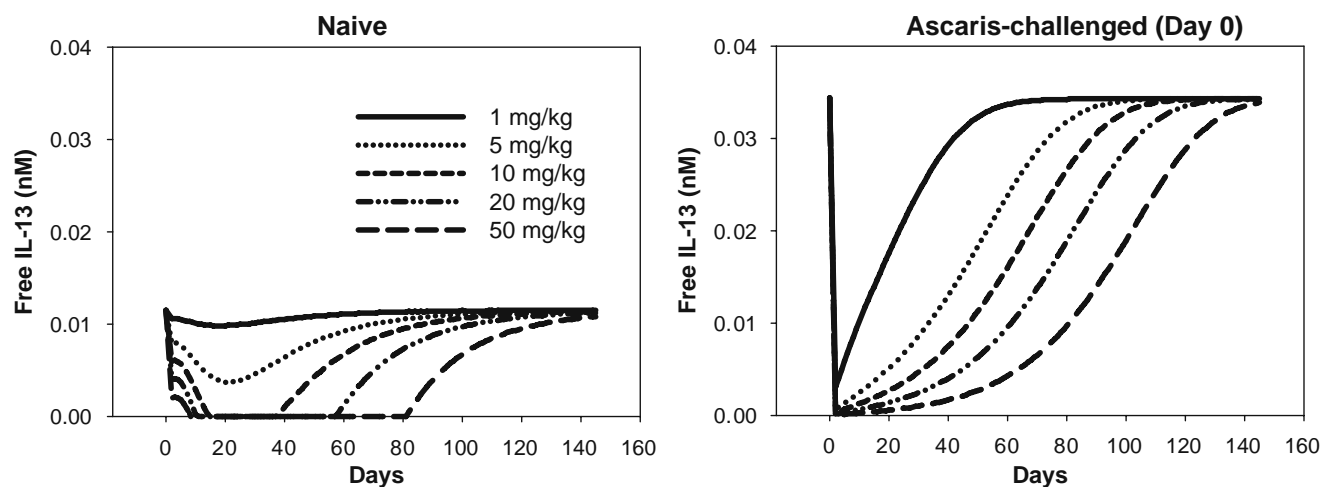 Naive
0.04
0.03
0.02
0.01
0.00
Free IL-13 (nM)
1 mg/kg
5 mg/kg
10 mg/kg
20 mg/kg
50 mg/kg
0 20 40 60 80 100 120 140 160
Days
Ascaris-challenged (Day 0)
0.04
0.03
0.02
0.01
0.00
Free IL-13 (nM)
0 20 40 60 80 100 120 140 160
Days